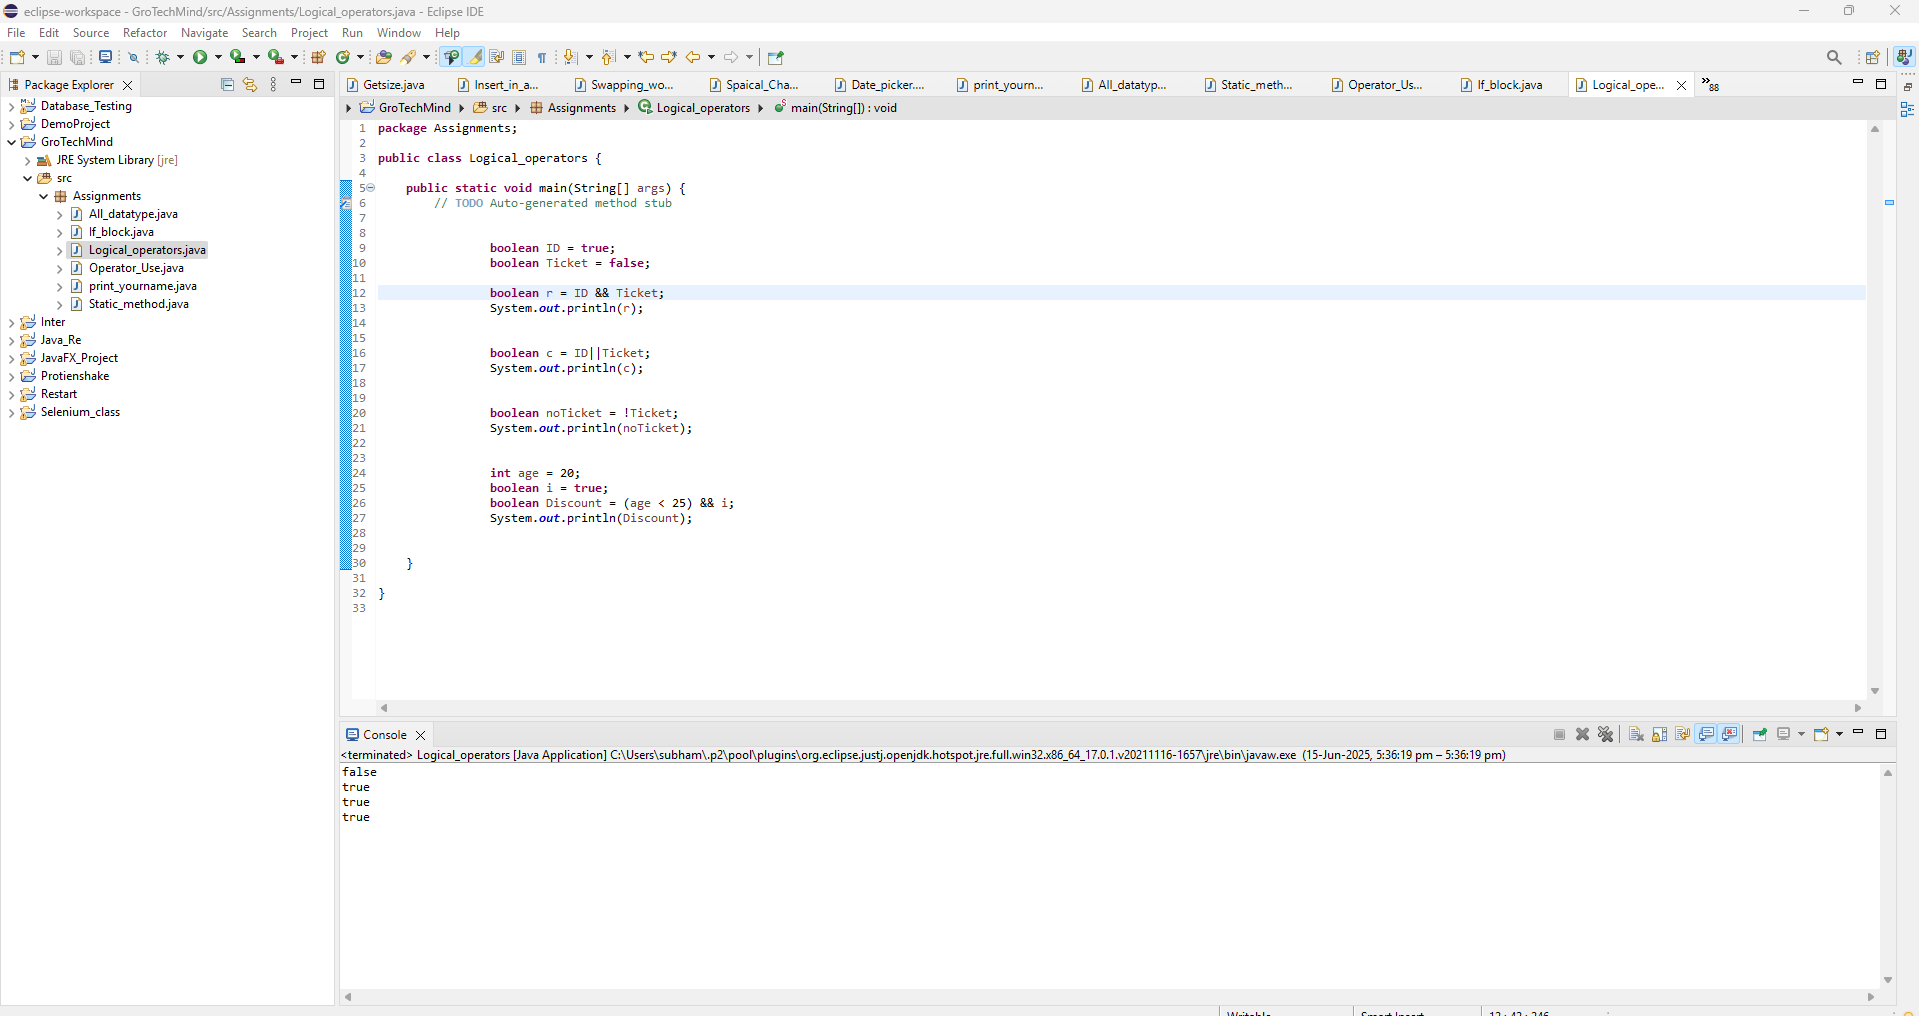 eclipse-workspace - GroTechMind/src/Assignments/Logical_operators.java - Eclipse IDE
File Edit Source Refactor Navigate Search Project Run Window Help
Package Explorer
Getsize.java Insert_in_a... Swapping_wo... Spaical_Cha... Date_picker.... print_yourn... All_datatyp... Static_meth... Operator_Us... If_block.java Logical_ope... »88
GroTechMind src Assignments Logical_operators main(String[]) : void
Database_Testing
DemoProject
GroTechMind
JRE System Library [jre]
src
Assignments
All_datatype.java
If_block.java
Logical_operators.java
Operator_Use.java
print_yourname.java
Static_method.java
Inter
Java_Re
JavaFX_Project
Protienshake
Restart
Selenium_class
1 package Assignments;
2
3 public class Logical_operators {
4
5 public static void main(String[] args) {
6 // TODO Auto-generated method stub
7
8
9 boolean ID = true;
10 boolean Ticket = false;
11
12 boolean r = ID && Ticket;
13 System.out.println(r);
14
15
16 boolean c = ID||Ticket;
17 System.out.println(c);
18
19
20 boolean noTicket = !Ticket;
21 System.out.println(noTicket);
22
23
24 int age = 20;
25 boolean i = true;
26 boolean Discount = (age < 25) && i;
27 System.out.println(Discount);
28
29
30 }
31
32 }
33
Console
<terminated> Logical_operators [Java Application] C:\Users\subham\.p2\pool\plugins\org.eclipse.justj.openjdk.hotspot.jre.full.win32.x86_64_17.0.1.v20211116-1657\jre\bin\javaw.exe (15-Jun-2025, 5:36:19 pm – 5:36:19 pm)
false
true
true
true
Writable Smart Insert 12 : 42 : 246